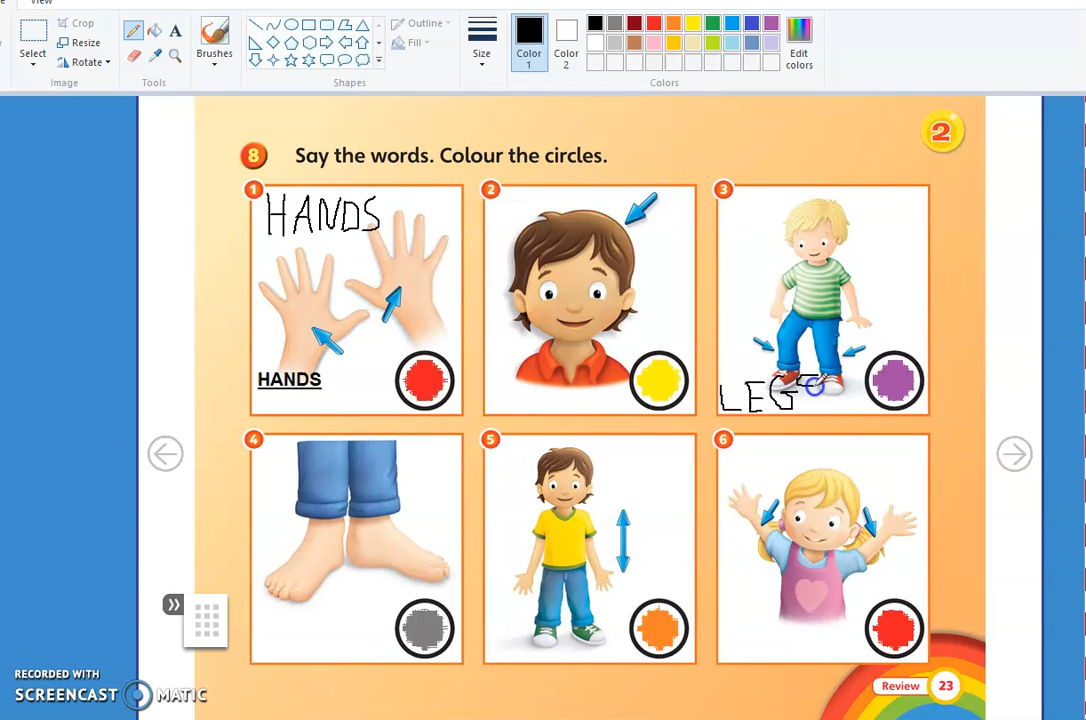 View
Crop
Resize
Rotate
Select
Image
Tools
Brushes
Outline
Fill
Shapes
Size
Color 1
Color 2
Edit colors
Colors
2
8 Say the words. Colour the circles.
1
HANDS
HANDS
2
3
LEG
4
5
6
Review 23
RECORDED WITH
SCREENCAST MATIC